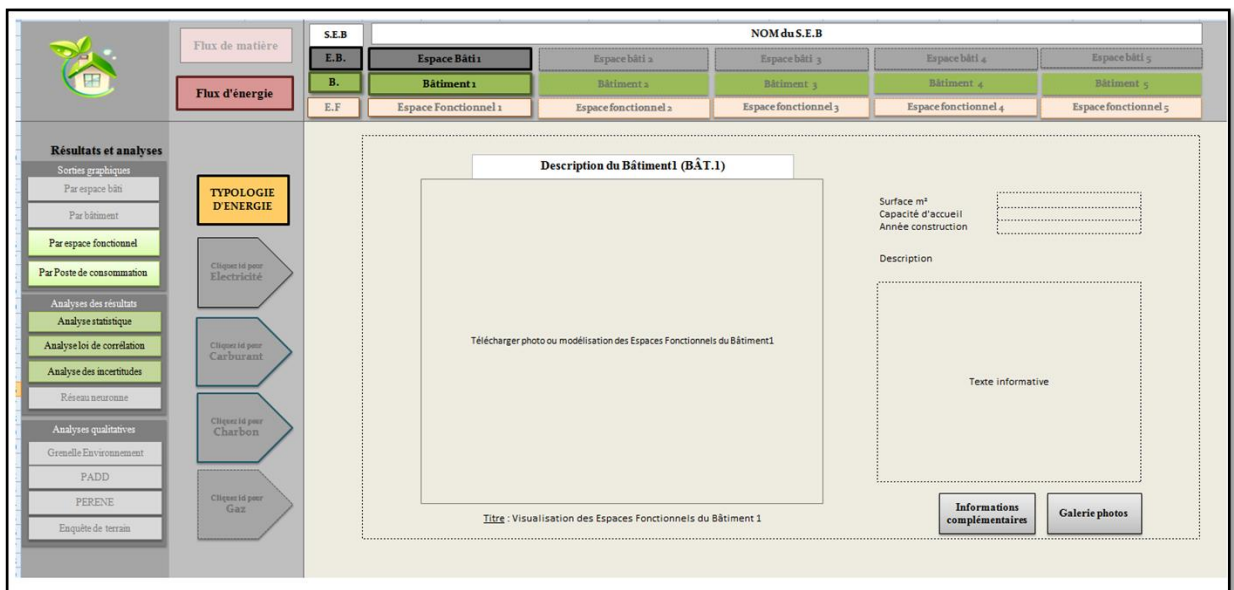 Flux de matière
Flux d'énergie
S.E.B
NOM du S.E.B
E.B.
Espace Bâti 1
Espace bâti 2
Espace bâti 3
Espace bâti 4
Espace bâti 5
B.
Bâtiment 1
Bâtiment 2
Bâtiment 3
Bâtiment 4
Bâtiment 5
E.F
Espace Fonctionnel 1
Espace fonctionnel 2
Espace fonctionnel 3
Espace fonctionnel 4
Espace fonctionnel 5
Résultats et analyses
Sorties graphiques
Par espace bâti
Par bâtiment
Par espace fonctionnel
Par Poste de consommation
Analyses des résultats
Analyse statistique
Analyse loi de corrélation
Analyse des incertitudes
Réseau neuronne
Analyses qualitatives
Grenelle Environnement
PADD
PERENE
Enquête de terrain
TYPOLOGIE
D'ENERGIE
Cliquez ici pour
Electricité
Cliquez ici pour
Carburant
Cliquez ici pour
Charbon
Cliquez ici pour
Gaz
Description du Bâtiment1 (BÂT.1)
Télécharger photo ou modélisation des Espaces Fonctionnels du Bâtiment1
Titre : Visualisation des Espaces Fonctionnels du Bâtiment 1
Surface m²
Capacité d'accueil
Année construction
Description
Texte informative
Informations
complémentaires
Galerie photos